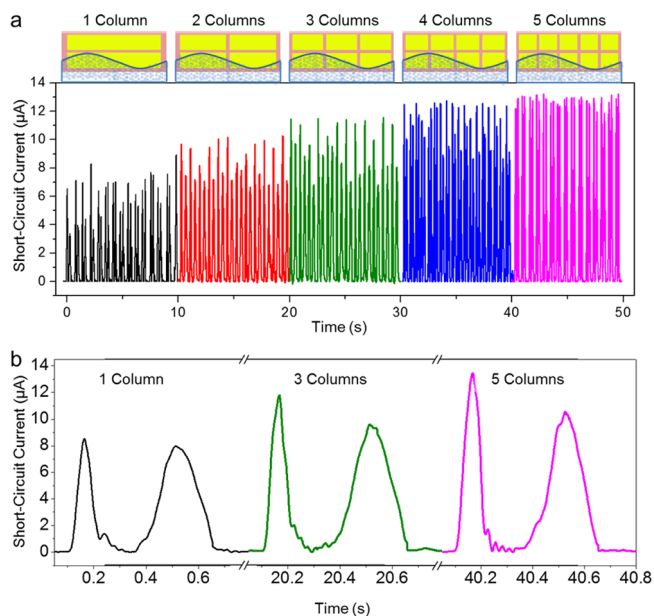 a
1 Column 2 Columns 3 Columns 4 Columns 5 Columns
Short-Circuit Current (μA)
14
12
10
8
6
4
2
0
0 10 20 30 40 50
Time (s)
b
Short-Circuit Current (μA)
14
12
10
8
6
4
2
0
1 Column 3 Columns 5 Columns
0.2 0.4 0.6 20.2 20.4 20.6 40.2 40.4 40.6 40.8
Time (s)